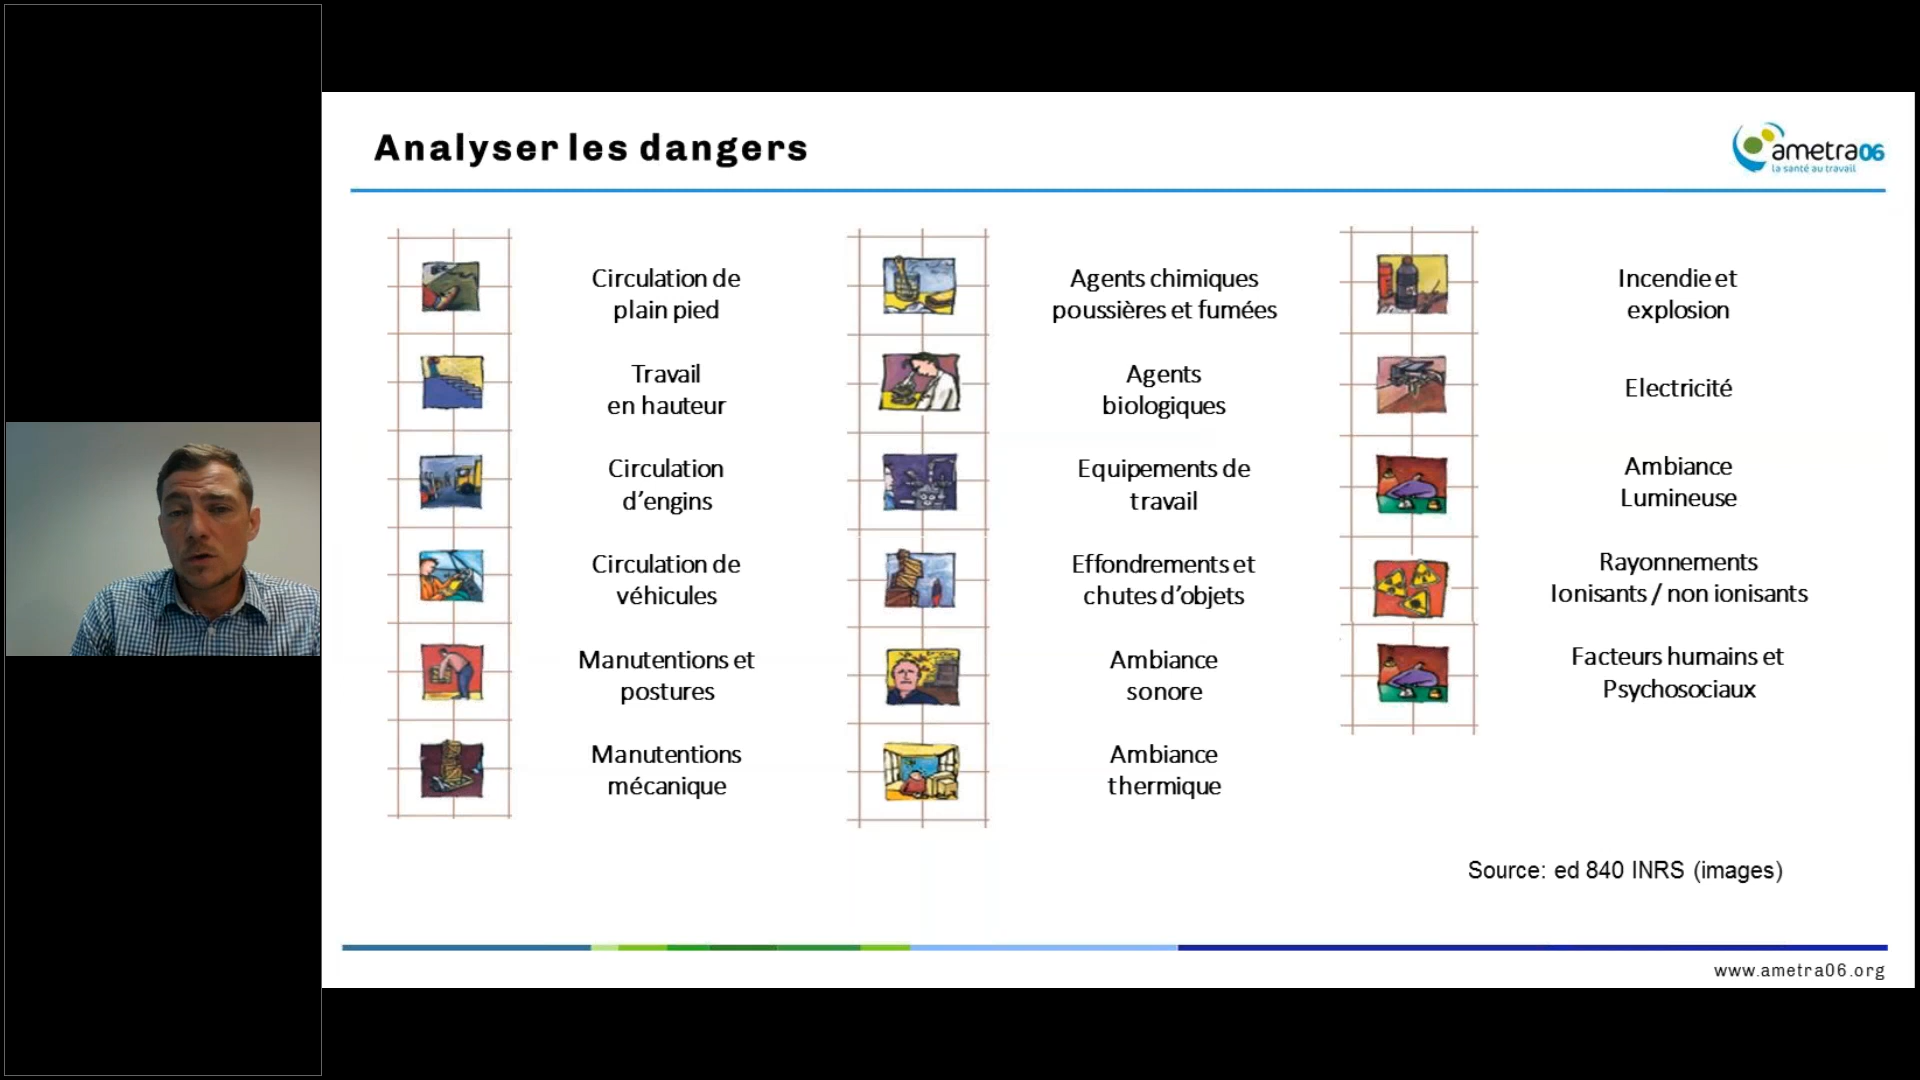 Analyser les dangers
ametra06
la santé au travail
Circulation de
plain pied
Travail
en hauteur
Circulation
d’engins
Circulation de
véhicules
Manutentions et
postures
Manutentions
mécanique
Agents chimiques
poussières et fumées
Agents
biologiques
Equipements de
travail
Effondrements et
chutes d’objets
Ambiance
sonore
Ambiance
thermique
Incendie et
explosion
Electricité
Ambiance
Lumineuse
Rayonnements
Ionisants / non ionisants
Facteurs humains et
Psychosociaux
Source: ed 840 INRS (images)
www.ametra06.org